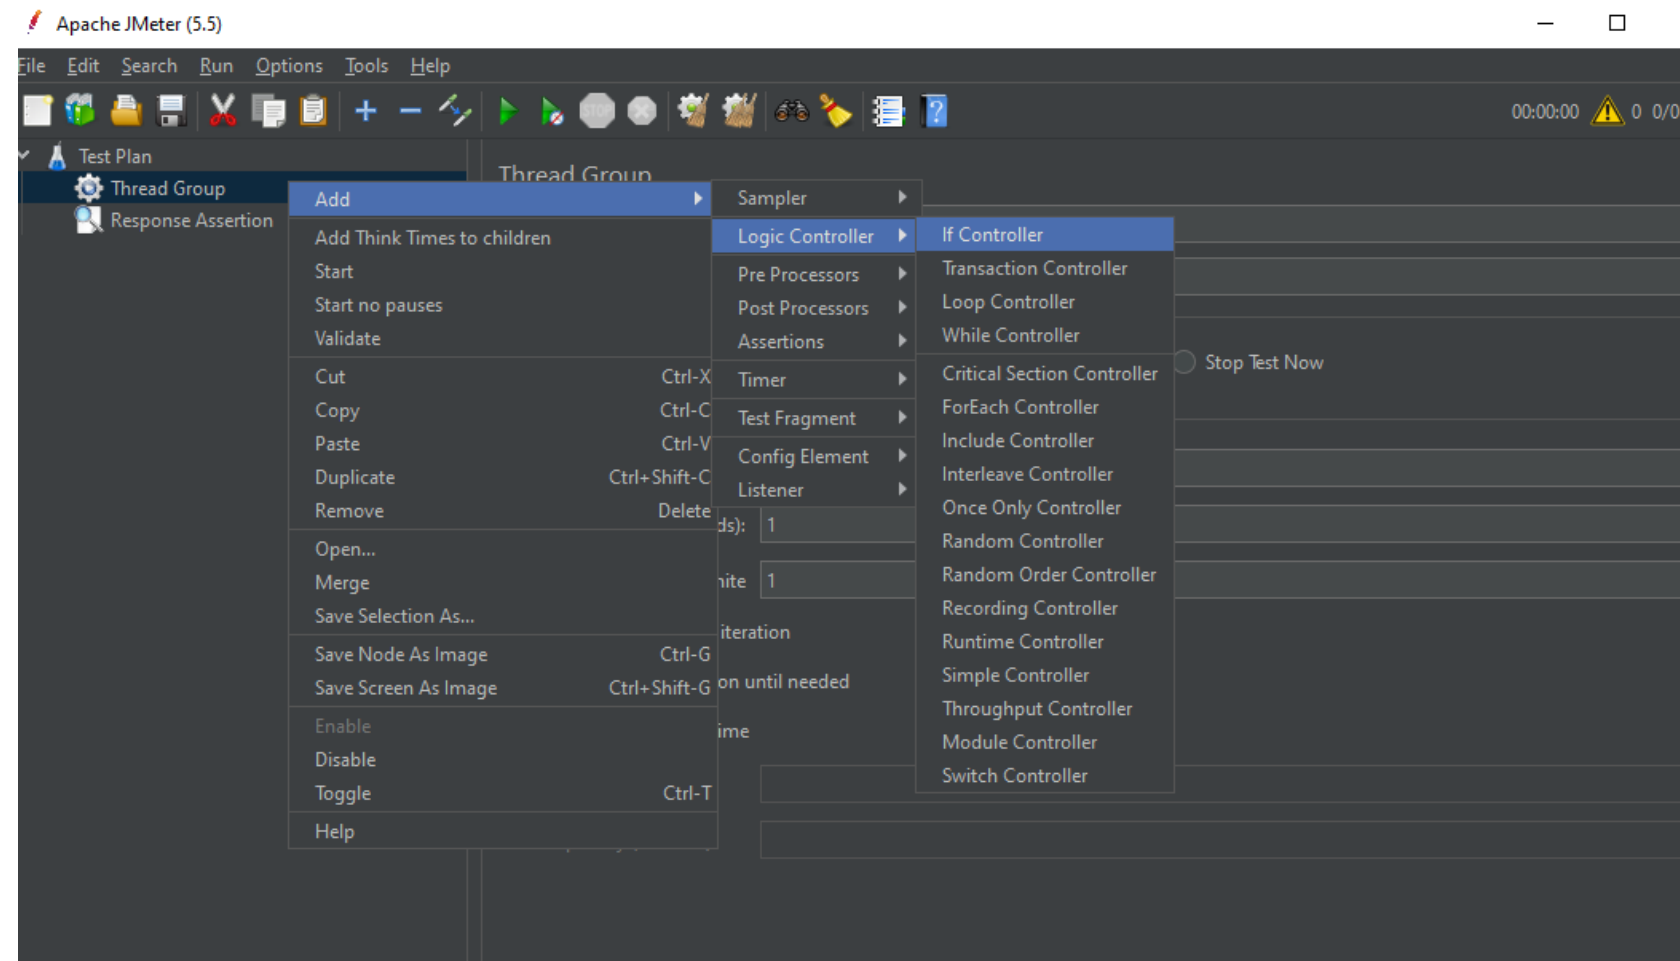 Apache JMeter (5.5)
File Edit Search Run Options Tools Help
STOP
?
00:00:00 0 0/0
Test Plan
Thread Group
Response Assertion
Thread Group
Add
Add Think Times to children
Start
Start no pauses
Validate
Cut Ctrl-X
Copy Ctrl-C
Paste Ctrl-V
Duplicate Ctrl+Shift-C
Remove Delete
Open...
Merge
Save Selection As...
Save Node As Image Ctrl-G
Save Screen As Image Ctrl+Shift-G
Enable
Disable
Toggle Ctrl-T
Help
Sampler
Logic Controller
Pre Processors
Post Processors
Assertions
Timer
Test Fragment
Config Element
Listener
If Controller
Transaction Controller
Loop Controller
While Controller
Critical Section Controller
ForEach Controller
Include Controller
Interleave Controller
Once Only Controller
Random Controller
Random Order Controller
Recording Controller
Runtime Controller
Simple Controller
Throughput Controller
Module Controller
Switch Controller
Stop Test Now
ds): 1
nite 1
iteration
on until needed
ime